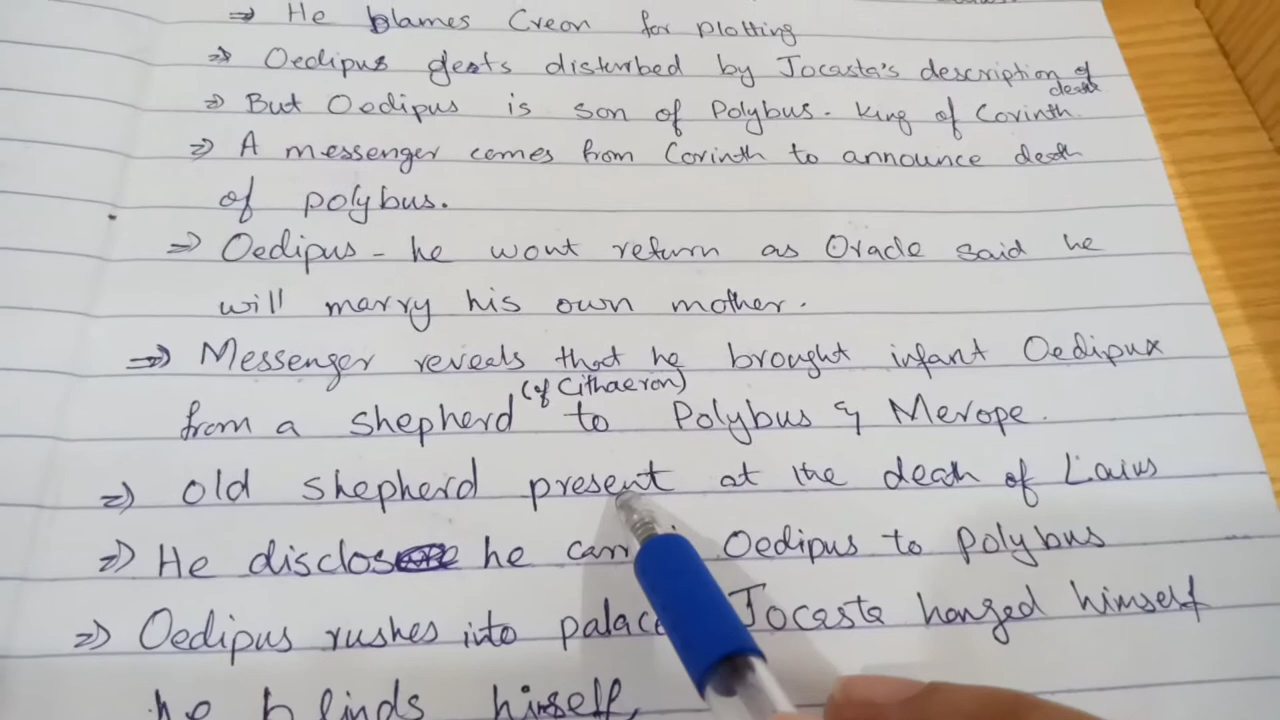 ⇒ He blames Creon for plotting
⇒ Oedipus gets disturbed by Jocasta's description of
death
⇒ But Oedipus is son of Polybus. King of Corinth.
⇒ A messenger comes from Corinth to announce death
of polybus.
⇒ Oedipus - he wont return as Oracle said he
will marry his own mother.
⇒ Messenger reveals that he brought infant Oedipux
(of Cithaeron)
from a shepherd to Polybus & Merope.
⇒ old shepherd present at the death of Laius
⇒ He disclos he Oedipus to polybus
⇒ Oedipus rushes into palace Jocasta hanged himself
he blinds himself,